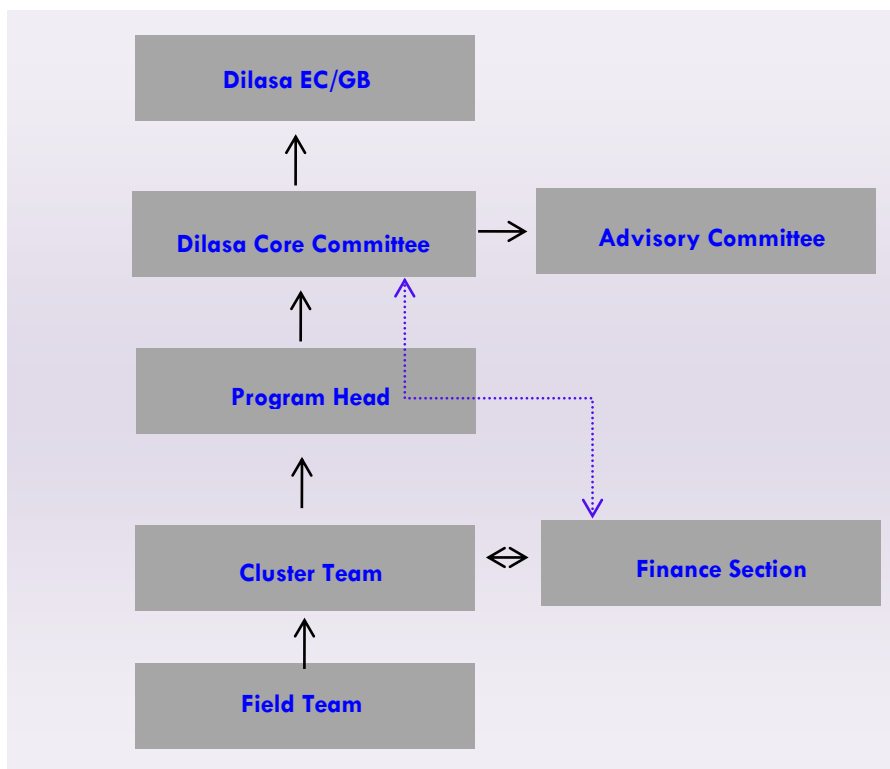 Dilasa EC/GB
Dilasa Core Committee
Advisory Committee
Program Head
Cluster Team
Finance Section
Field Team